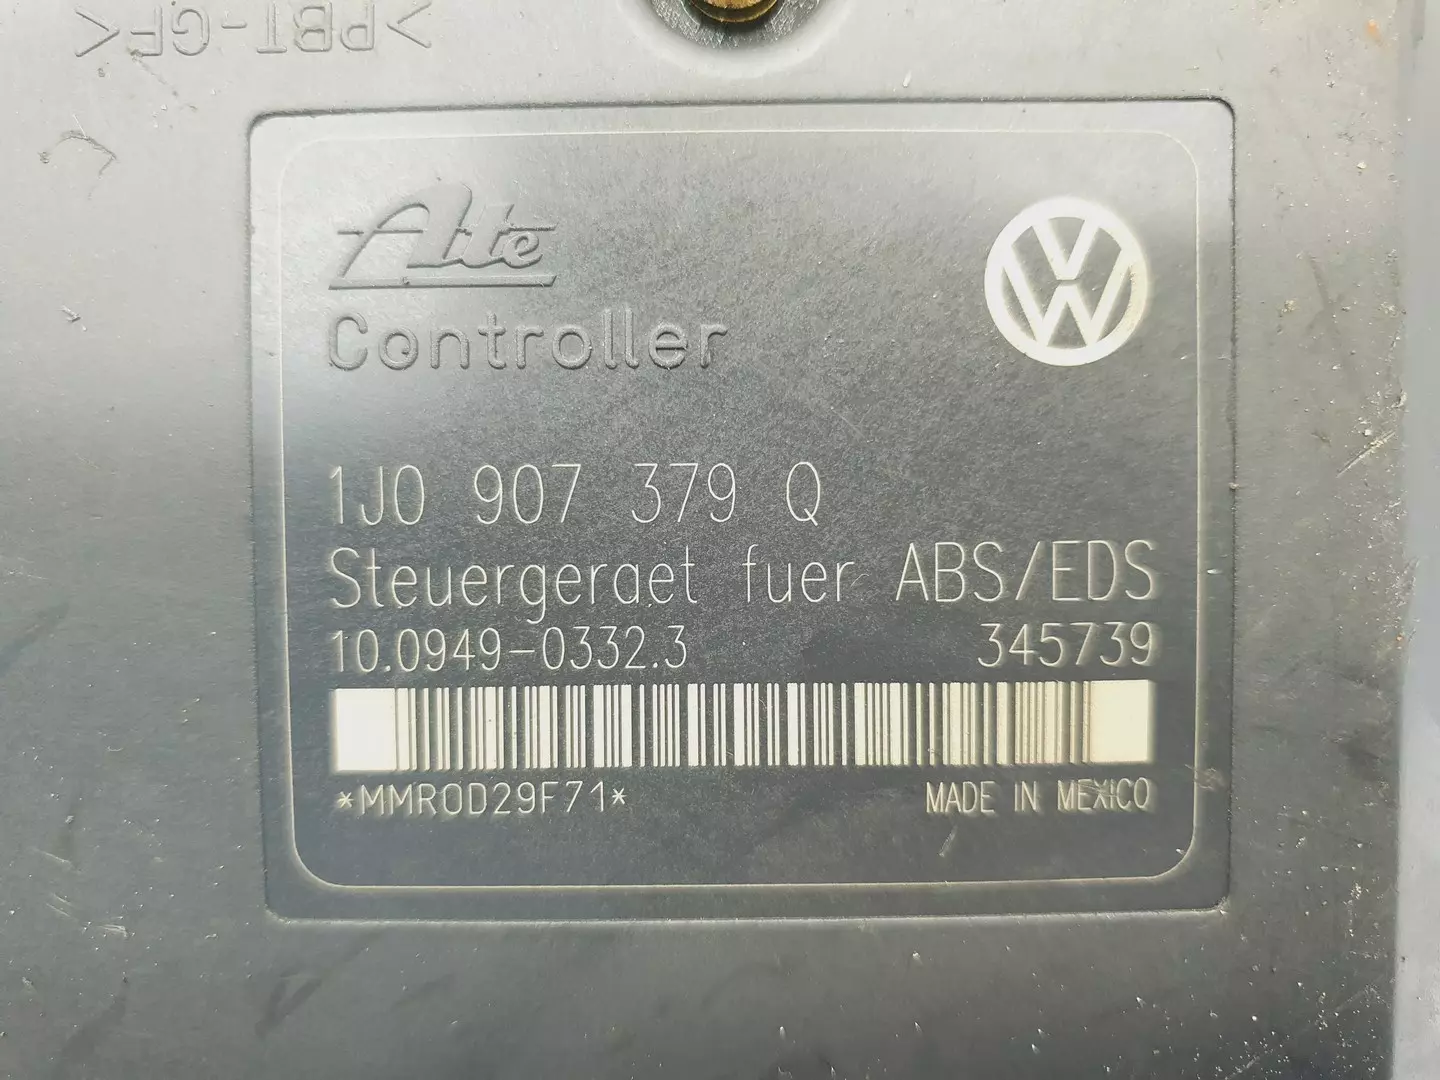 >PBT-GF<
Ate
Controller
1J0 907 379 Q
Steuergeraet fuer ABS/EDS
10.0949-0332.3 345739
*MMR0D29F71*
MADE IN MEXICO